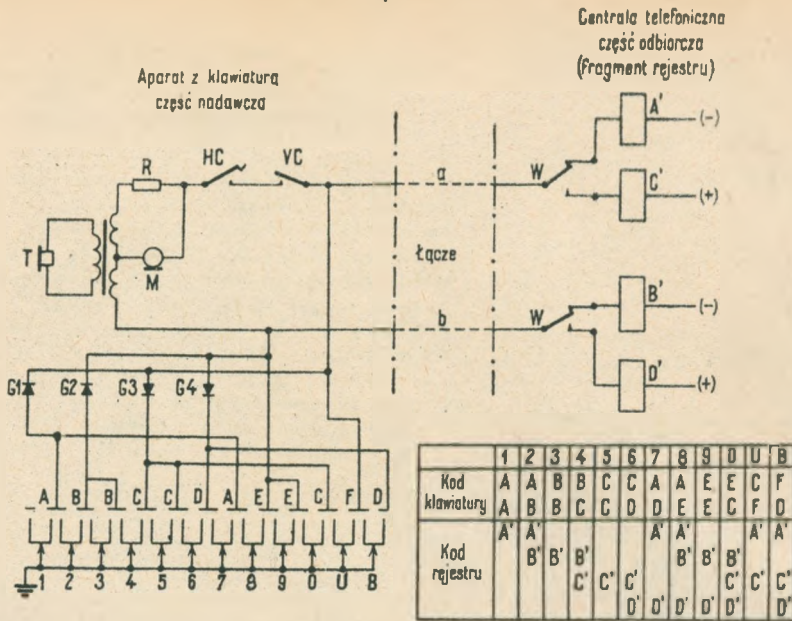 Aparat z klawiaturą
część nadawcza
Centrala telefoniczna
część odbiorcza
(Fragment rejestru)
R HC VC
T M
a
Łącze
b
W A' (-)
C' (+)
W B' (-)
D' (+)
G1 G2 G3 G4
A B B C C D A E E C F D
1 2 3 4 5 6 7 8 9 0 U B
1 2 3 4 5 6 7 8 9 0 U B
Kod klawiatury
A A B B C C A A E E C F
A B B C C D D E E C F D
Kod rejestru
A' A' A' A' A' A'
B' B' B' B' B' B'
C' C' C' C' C' C'
D' D' D' D' D' D'